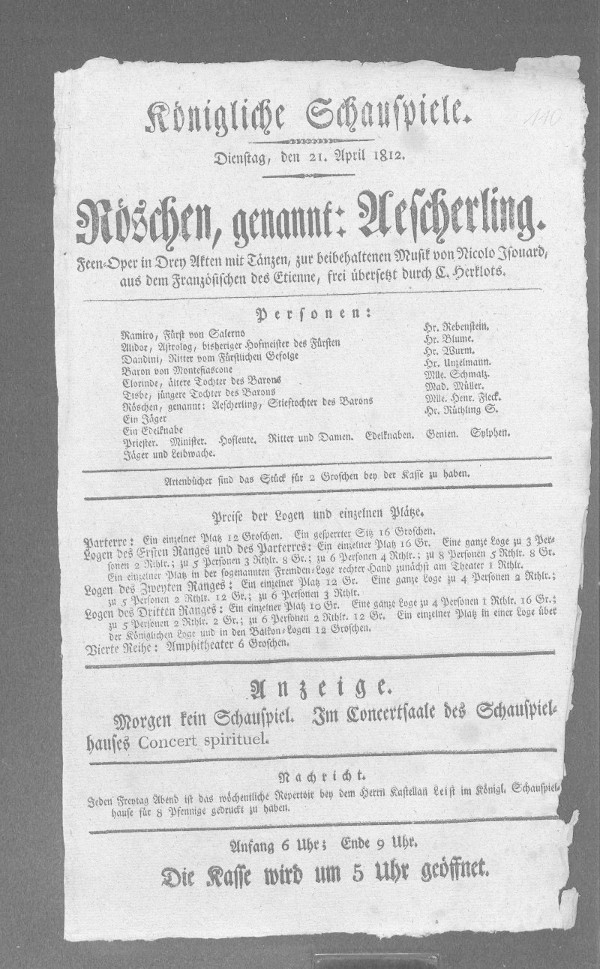 110
Königliche Schauspiele.
Dienstag, den 21. April 1812.
Röschen, genannt: Aescherling.
Feen-Oper in Drey Akten mit Tänzen, zur beibehaltenen Musik von Nicolo Isouard,
aus dem Französischen des Etienne, frei übersetzt durch C. Herklots.
Personen:
Ramiro, Fürst von Salerno Hr. Rebenstein.
Alidor, Astrolog, bisheriger Hofmeister des Fürsten Hr. Blume.
Dandini, Ritter vom Fürstlichen Gefolge Hr. Wurm.
Baron von Montefiascone Hr. Unzelmann.
Clorinde, ältere Tochter des Barons Mlle. Schmalz.
Tisbe, jüngere Tochter des Barons Mad. Müller.
Röschen, genannt: Aescherling, Stieftochter des Barons Mlle. Henr. Fleck.
Ein Jäger Hr. Rüthling S.
Ein Edelknabe
Priester. Minister. Hofleute. Ritter und Damen. Edelknaben. Genien. Sylphen.
Jäger und Leibwache.
Arienbücher sind das Stück für 2 Groschen bey der Kasse zu haben.
Preise der Logen und einzelnen Plätze.
Parterre: Ein einzelner Platz 12 Groschen. Ein gesperrter Sitz 16 Groschen.
Logen des Ersten Ranges und des Parterres: Ein einzelner Platz 16 Gr. Eine ganze Loge zu 3 Per-
sonen 2 Rthlr.; zu 5 Personen 3 Rthlr. 8 Gr.; zu 6 Personen 4 Rthlr.; zu 8 Personen 5 Rthlr. 8 Gr.
Ein einzelner Platz in der sogenannten Fremden-Loge rechter Hand zunächst am Theater 1 Rthlr.
Logen des Zweyten Ranges: Ein einzelner Platz 12 Gr. Eine ganze Loge zu 4 Personen 2 Rthlr.;
zu 5 Personen 2 Rthlr. 12 Gr.; zu 6 Personen 3 Rthlr.
Logen des Dritten Ranges: Ein einzelner Platz 10 Gr. Eine ganze Loge zu 4 Personen 1 Rthlr. 16 Gr.;
zu 5 Personen 2 Rthlr. 2 Gr.; zu 6 Personen 2 Rthlr. 12 Gr. Ein einzelner Platz in einer Loge über
der Königlichen Loge und in den Balkon-Logen 12 Groschen.
Vierte Reihe: Amphitheater 6 Groschen.
Anzeige.
Morgen kein Schauspiel. Im Concertsaale des Schauspiel-
hauses Concert spirituel.
Nachricht.
Jeden Freytag Abend ist das wöchentliche Repertoir bey dem Herrn Kastellan Leist im Königl. Schauspiel-
hause für 8 Pfennige gedruckt zu haben.
Anfang 6 Uhr; Ende 9 Uhr.
Die Kasse wird um 5 Uhr geöffnet.